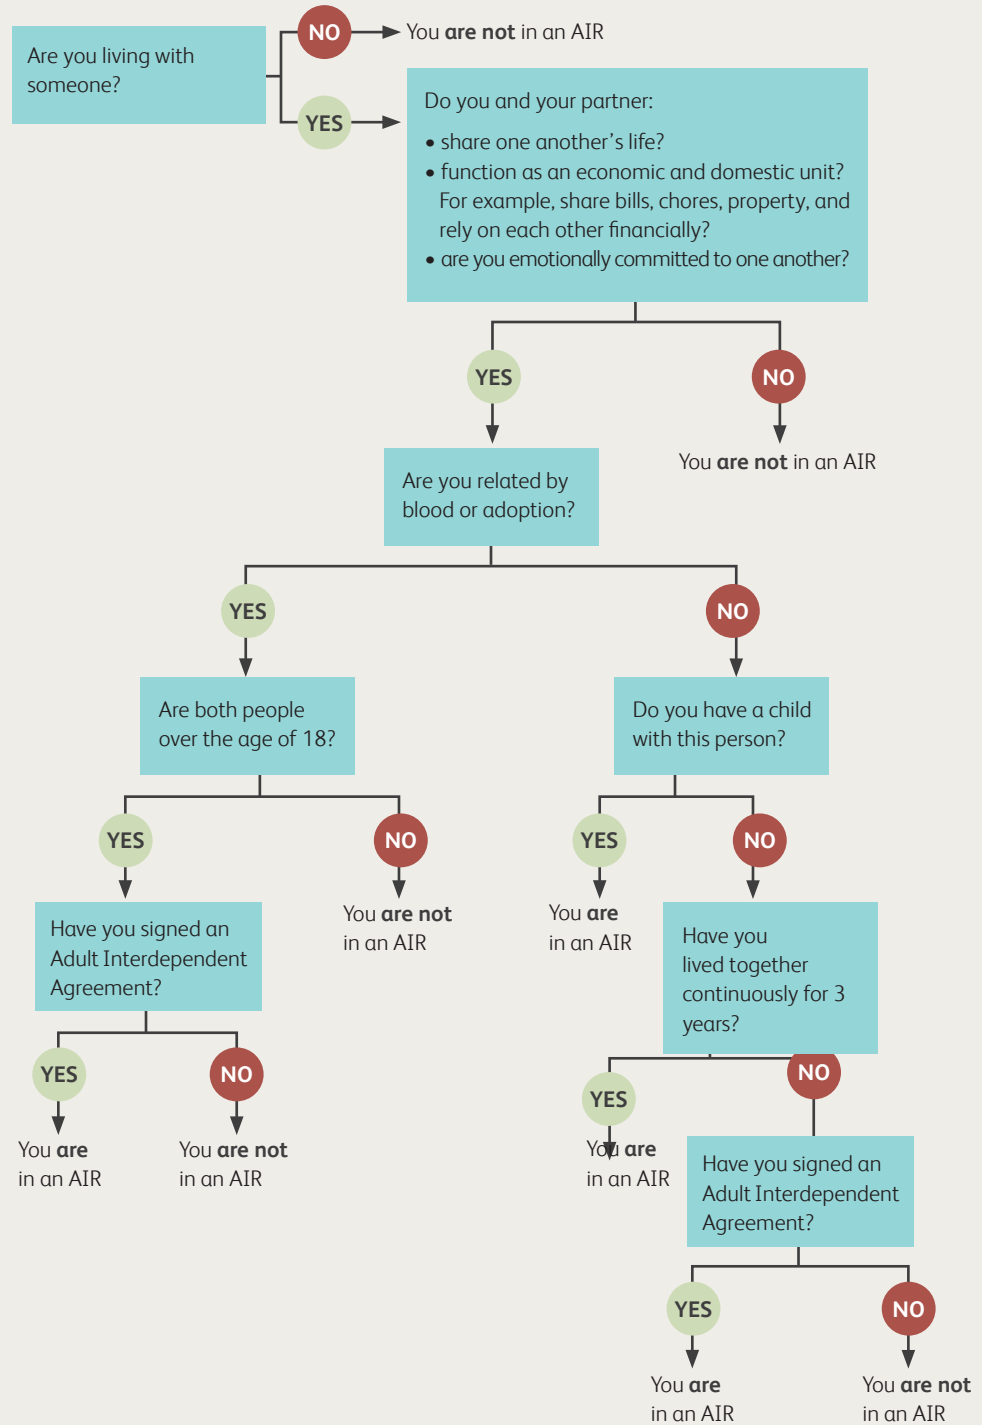 Are you living with
someone?
NO
You are not in an AIR
YES
Do you and your partner:
• share one another's life?
• function as an economic and domestic unit?
For example, share bills, chores, property, and
rely on each other financially?
• are you emotionally committed to one another?
YES
NO
You are not in an AIR
Are you related by
blood or adoption?
YES
NO
Are both people
over the age of 18?
Do you have a child
with this person?
YES
NO
YES
NO
Have you signed an
Adult Interdependent
Agreement?
You are not
in an AIR
You are
in an AIR
Have you
lived together
continuously for 3
years?
YES
NO
You are
in an AIR
You are not
in an AIR
YES
NO
You are
in an AIR
Have you signed an
Adult Interdependent
Agreement?
YES
NO
You are
in an AIR
You are not
in an AIR